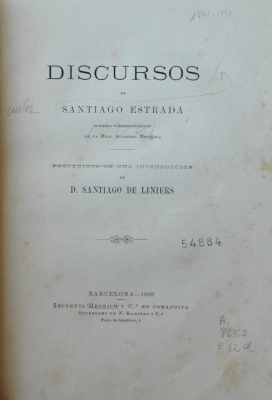 DISCURSOS
DE
SANTIAGO ESTRADA
MIEMBRO CORRESPONDIENTE
DE LA REAL ACADEMIA ESPAÑOLA
PRECEDIDOS DE UNA INTRODUCCIÓN
DE
D. SANTIAGO DE LINIERS
54884
BARCELONA—1889
IMPRENTA HENRICH Y C.ª EN COMANDITA
SUCESORES DE N. RAMIREZ Y C.ª
A